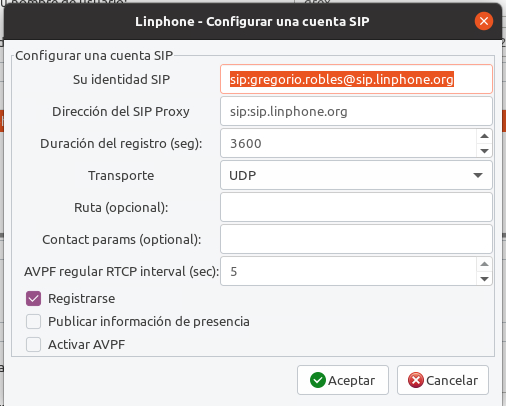 Linphone - Configurar una cuenta SIP
Configurar una cuenta SIP
Su identidad SIP
sip:gregorio.robles@sip.linphone.org
Dirección del SIP Proxy
sip:sip.linphone.org
Duración del registro (seg):
3600
Transporte
UDP
Ruta (opcional):
Contact params (optional):
AVPF regular RTCP interval (sec):
5
Registrarse
Publicar información de presencia
Activar AVPF
Aceptar
Cancelar